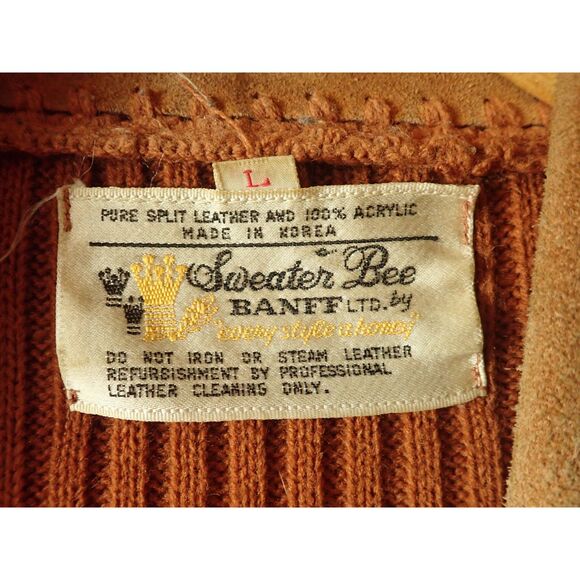 L
PURE SPLIT LEATHER AND 100% ACRYLIC
MADE IN KOREA
Sweater Bee
BANFF LTD. by
"every style a honey"
DO NOT IRON OR STEAM LEATHER
REFURBISHMENT BY PROFESSIONAL
LEATHER CLEANING ONLY.